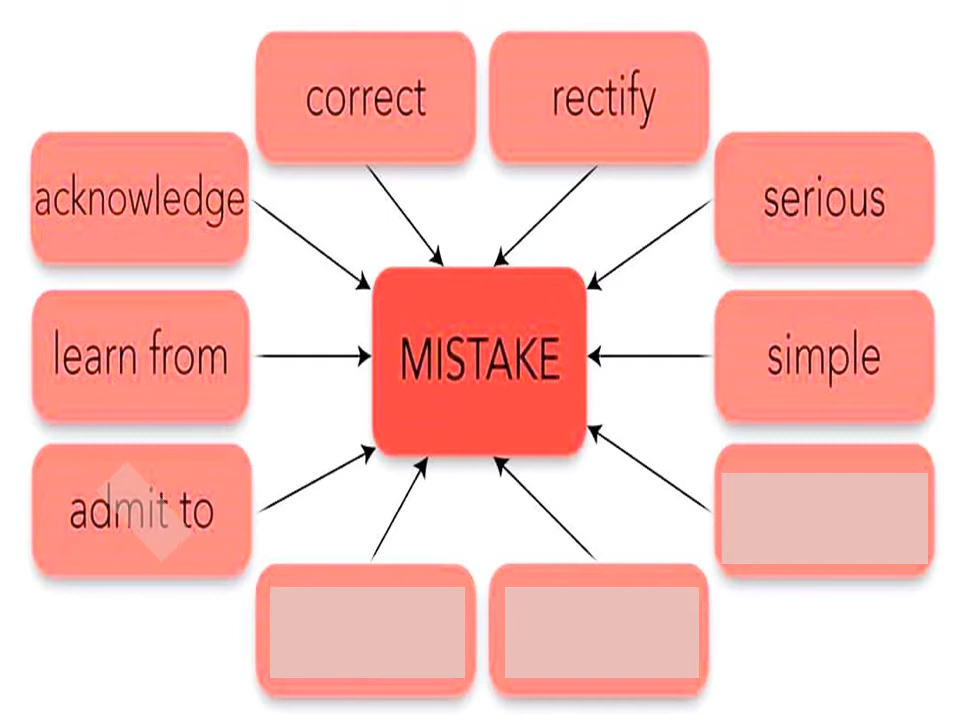 correct
rectify
acknowledge
serious
learn from
MISTAKE
simple
admit to